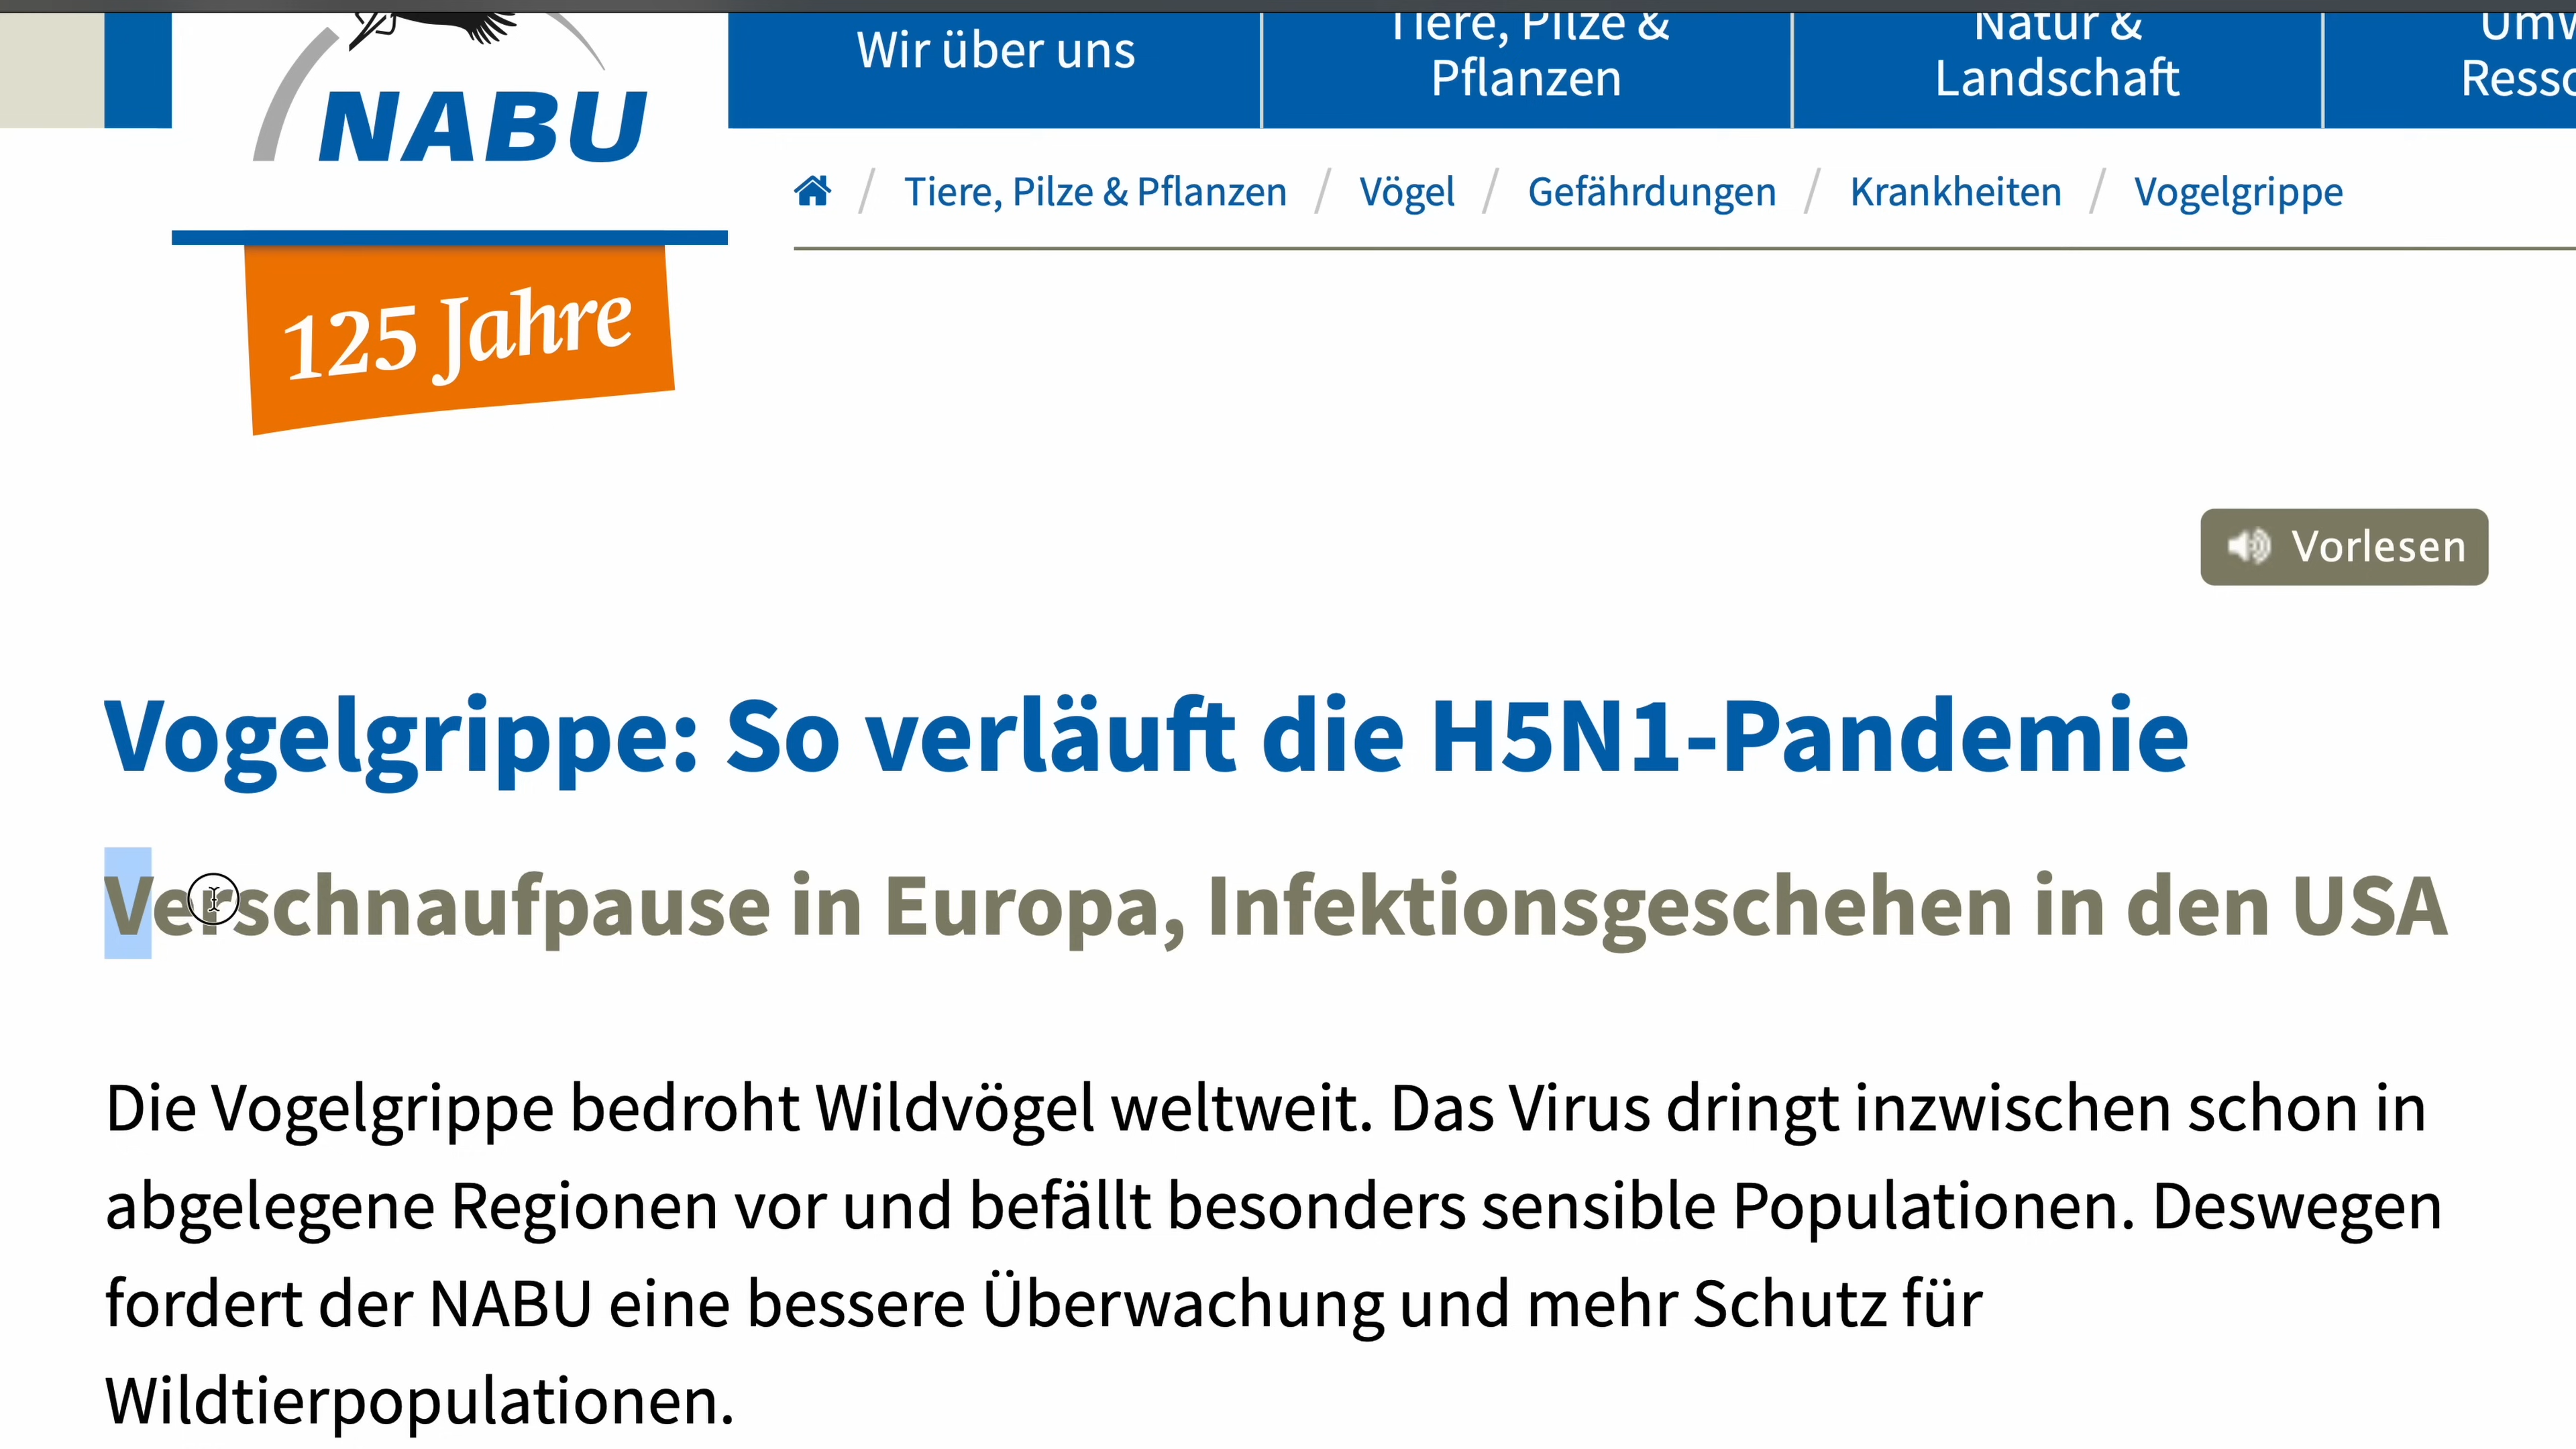 NABU
125 Jahre
Wir über uns
Tiere, Pilze &
Pflanzen
Natur &
Landschaft
Tiere, Pilze & Pflanzen / Vögel / Gefährdungen / Krankheiten / Vogelgrippe
Vorlesen
Vogelgrippe: So verläuft die H5N1-Pandemie
Verschnaufpause in Europa, Infektionsgeschehen in den USA
Die Vogelgrippe bedroht Wildvögel weltweit. Das Virus dringt inzwischen schon in
abgelegene Regionen vor und befällt besonders sensible Populationen. Deswegen
fordert der NABU eine bessere Überwachung und mehr Schutz für
Wildtierpopulationen.